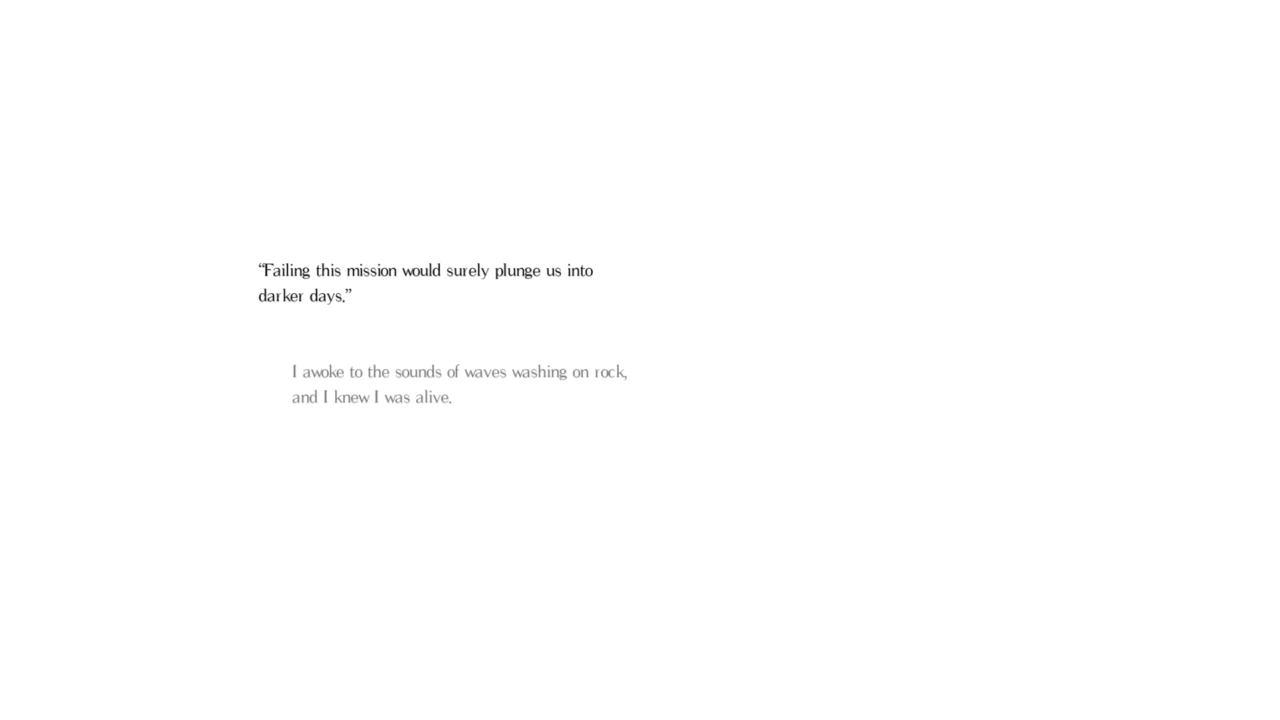 “Failing this mission would surely plunge us into
darker days.”
I awoke to the sounds of waves washing on rock,
and I knew I was alive.